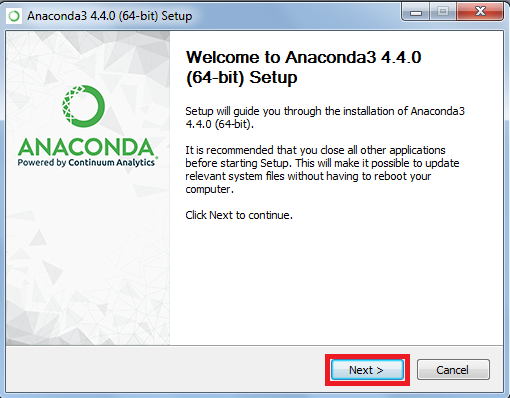 Anaconda3 4.4.0 (64-bit) Setup
Welcome to Anaconda3 4.4.0
(64-bit) Setup
Setup will guide you through the installation of Anaconda3
4.4.0 (64-bit).
It is recommended that you close all other applications
before starting Setup. This will make it possible to update
relevant system files without having to reboot your
computer.
Click Next to continue.
ANACONDA.
Powered by Continuum Analytics
Next >
Cancel